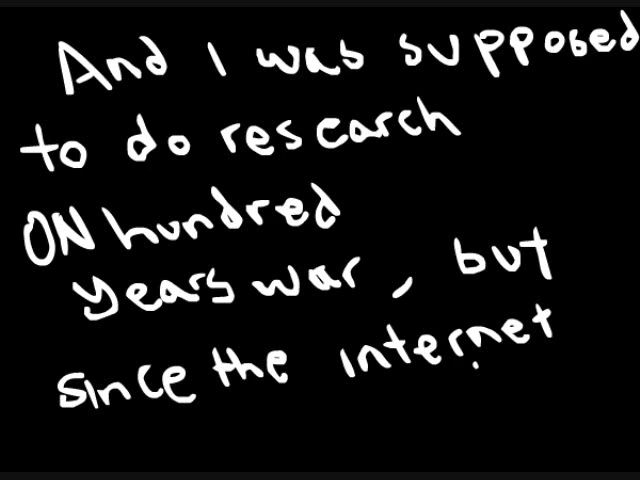 And I was supposed
to do research
ON hundred
years war, but
since the internet